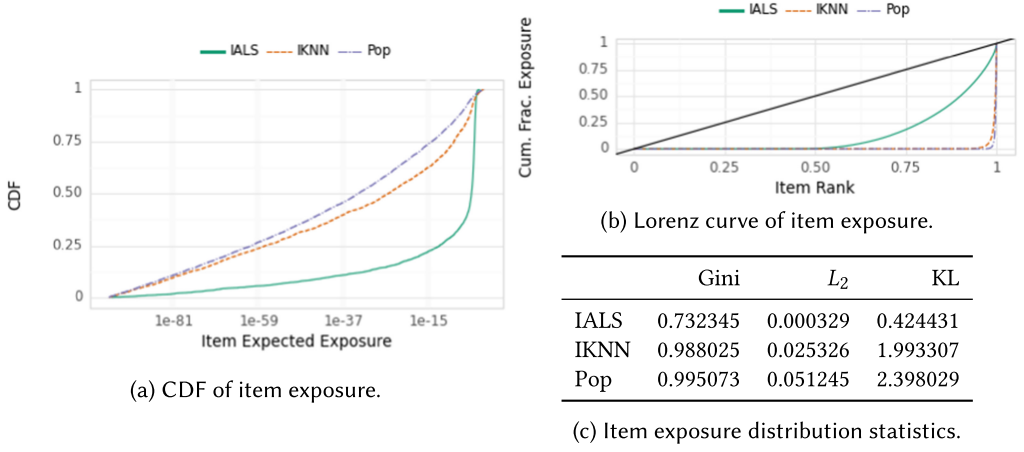 IALS IKNN Pop
CDF
1
0.75
0.50
0.25
0
1e-81 1e-59 1e-37 1e-15
Item Expected Exposure
(a) CDF of item exposure.
IALS IKNN Pop
Cum. Frac. Exposure
1
0.75
0.50
0.25
0
0 0.25 0.50 0.75 1
Item Rank
(b) Lorenz curve of item exposure.
Gini L2 KL
IALS 0.732345 0.000329 0.424431
IKNN 0.988025 0.025326 1.993307
Pop 0.995073 0.051245 2.398029
(c) Item exposure distribution statistics.